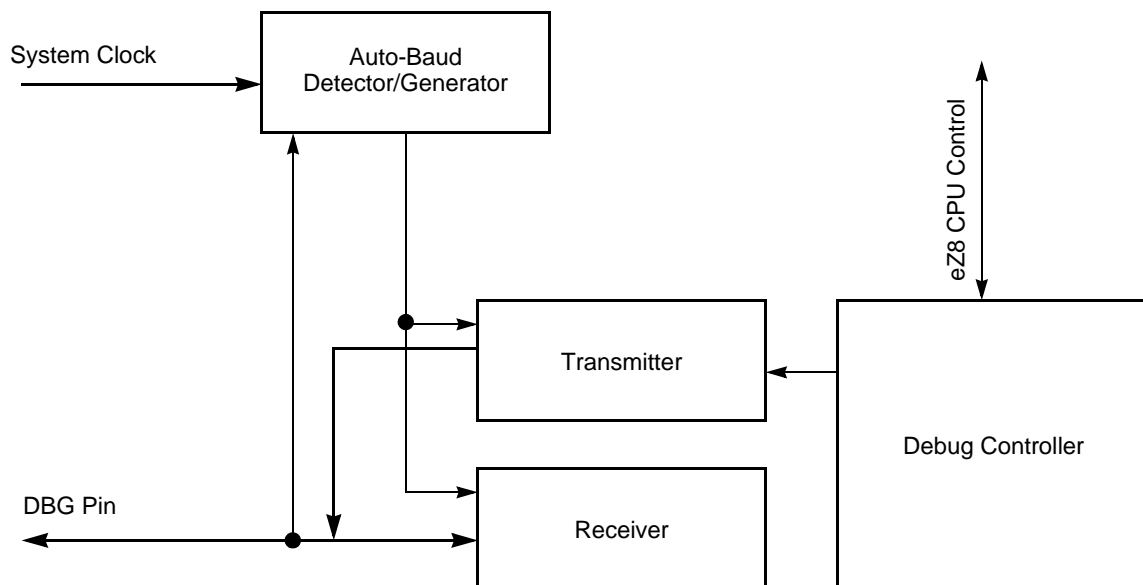 System Clock
Auto-Baud
Detector/Generator
eZ8 CPU Control
Transmitter
Debug Controller
DBG Pin
Receiver